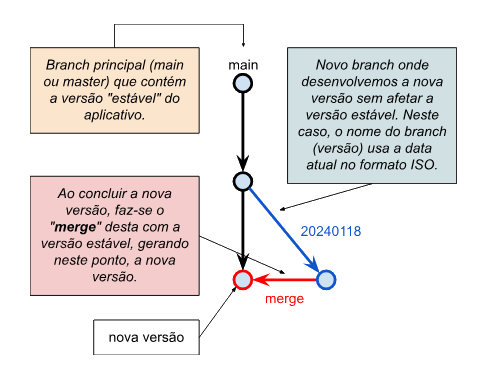 Branch principal (main
ou master) que contém
a versão "estável" do
aplicativo.
main
Novo branch onde
desenvolvemos a nova
versão sem afetar a
versão estável. Neste
caso, o nome do branch
(versão) usa a data
atual no formato ISO.
Ao concluir a nova
versão, faz-se o
"merge" desta com a
versão estável, gerando
neste ponto, a nova
versão.
20240118
merge
nova versão